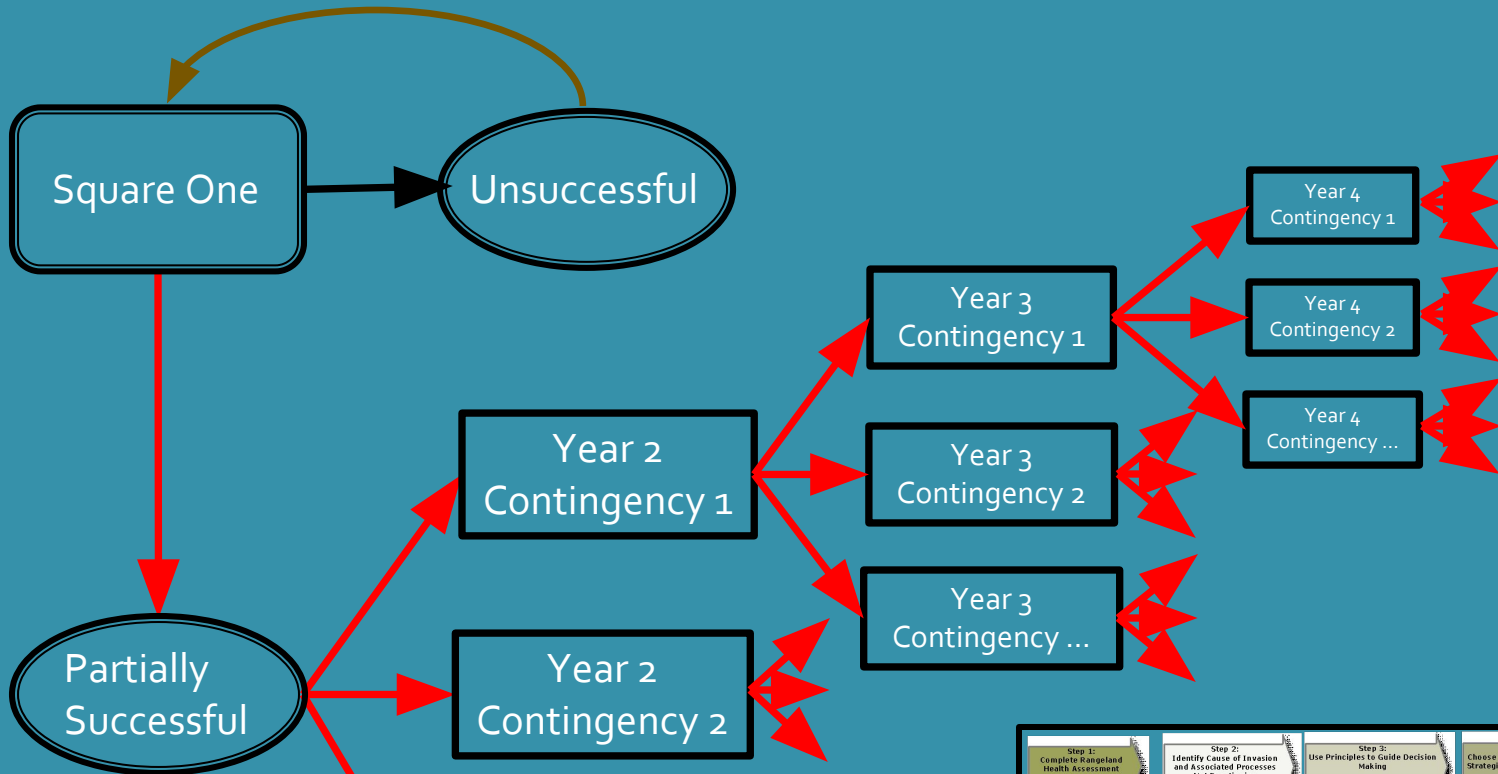 Square One
Unsuccessful
Year 4
Contingency 1
Year 3
Contingency 1
Year 4
Contingency 2
Year 4
Contingency ...
Year 2
Contingency 1
Year 3
Contingency 2
Year 3
Contingency ...
Partially
Successful
Year 2
Contingency 2
Step 1:
Complete Rangeland
Health Assessment
Step 2:
Identify Cause of Invasion
and Associated Processes
Step 3:
Use Principles to Guide Decision
Making
Choose